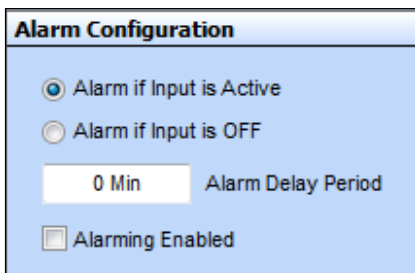 Alarm Configuration
Alarm if Input is Active
Alarm if Input is OFF
0 Min Alarm Delay Period
Alarming Enabled